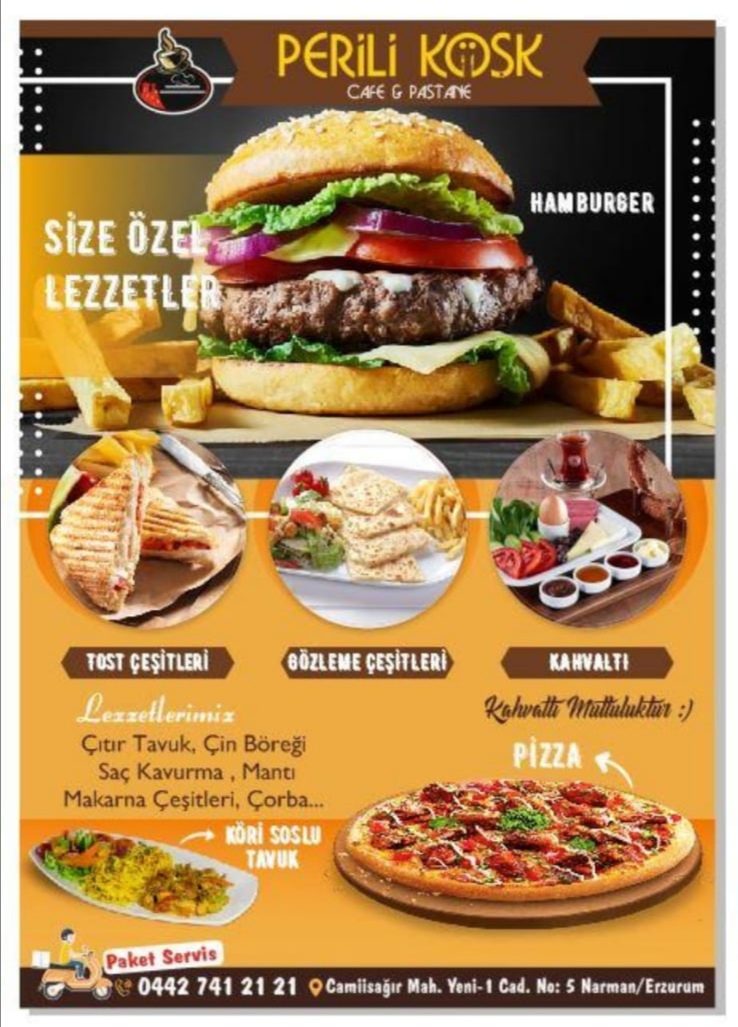 PERİLİ KÖŞK
CAFE & PASTANE
HAMBURGER
SİZE ÖZEL
LEZZETLER
TOST ÇEŞİTLERİ
GÖZLEME ÇEŞİTLERİ
KAHVALTI
Lezzetlerimiz
Çıtır Tavuk, Çin Böreği
Saç Kavurma , Mantı
Makarna Çeşitleri, Çorba...
Kahvaltı Mutluluktur :)
PİZZA
KÖRİ SOSLU
TAVUK
Paket Servis
0442 741 21 21 Camiisağır Mah. Yeni-1 Cad. No: 5 Narman/Erzurum